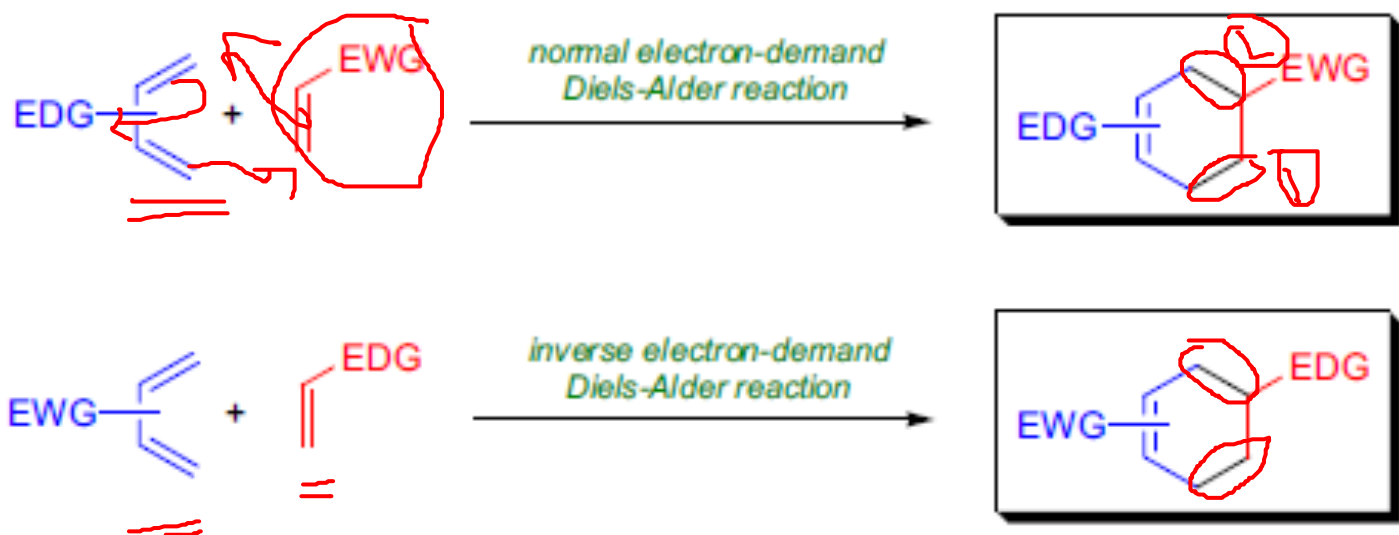 EDG + EWG normal electron-demand EWG
Diels-Alder reaction EDG
EWG + EDG inverse electron-demand EDG
Diels-Alder reaction EWG